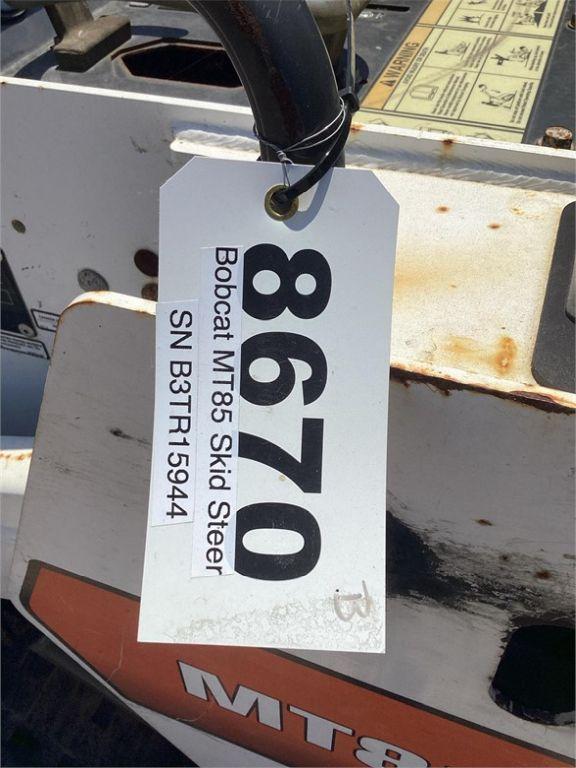 WARNING
8670
Bobcat MT85 Skid Steer
SN B3TR15944
B
MT8